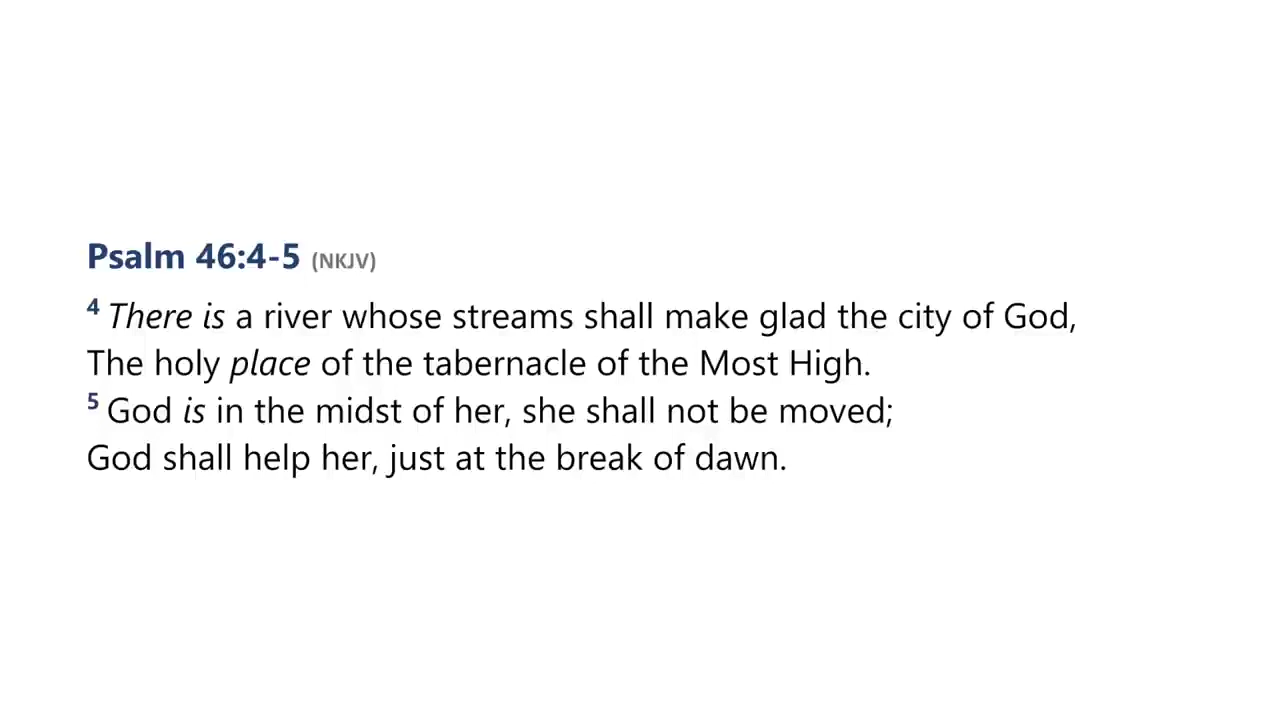 Psalm 46:4-5 (NKJV)
4 There is a river whose streams shall make glad the city of God,
The holy place of the tabernacle of the Most High.
5 God is in the midst of her, she shall not be moved;
God shall help her, just at the break of dawn.